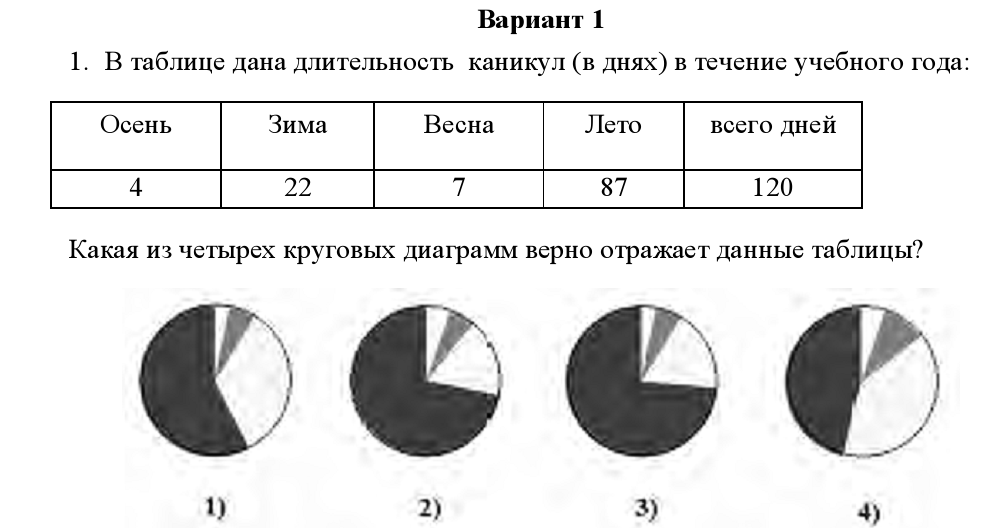 Вариант 1
1. В таблице дана длительность каникул (в днях) в течение учебного года:
Осень Зима Весна Лето всего дней
4 22 7 87 120
Какая из четырех круговых диаграмм верно отражает данные таблицы?
1) 2) 3) 4)